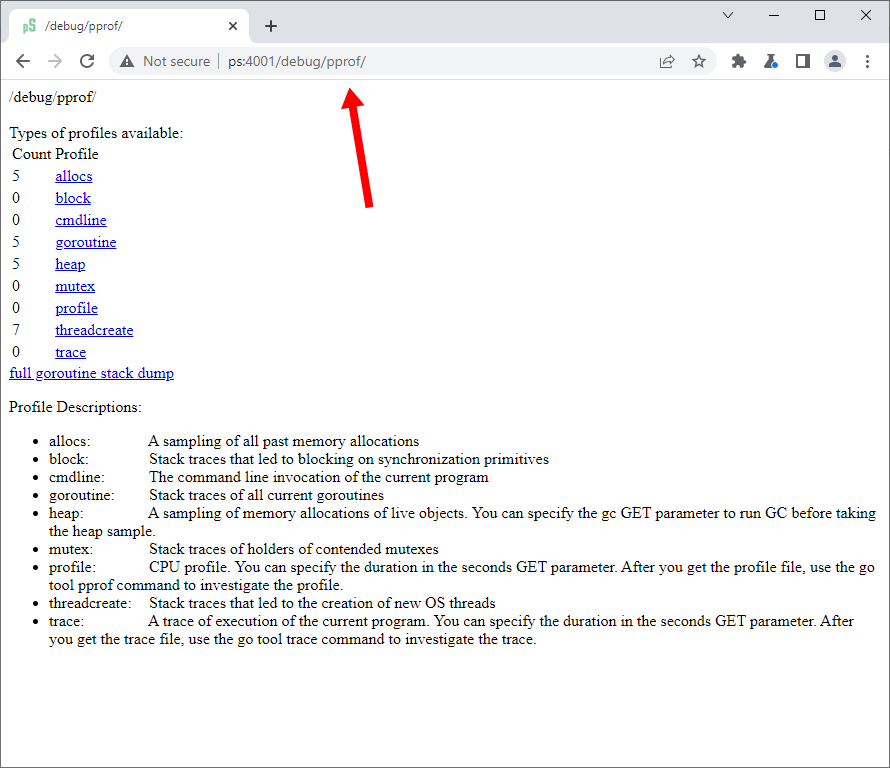 pS /debug/pprof/
Not secure ps:4001/debug/pprof/
/debug/pprof/
Types of profiles available:
Count Profile
5 allocs
0 block
0 cmdline
5 goroutine
5 heap
0 mutex
0 profile
7 threadcreate
0 trace
full goroutine stack dump
Profile Descriptions:
• allocs: A sampling of all past memory allocations
• block: Stack traces that led to blocking on synchronization primitives
• cmdline: The command line invocation of the current program
• goroutine: Stack traces of all current goroutines
• heap: A sampling of memory allocations of live objects. You can specify the gc GET parameter to run GC before taking
the heap sample.
• mutex: Stack traces of holders of contended mutexes
• profile: CPU profile. You can specify the duration in the seconds GET parameter. After you get the profile file, use the go
tool pprof command to investigate the profile.
• threadcreate: Stack traces that led to the creation of new OS threads
• trace: A trace of execution of the current program. You can specify the duration in the seconds GET parameter. After
you get the trace file, use the go tool trace command to investigate the trace.